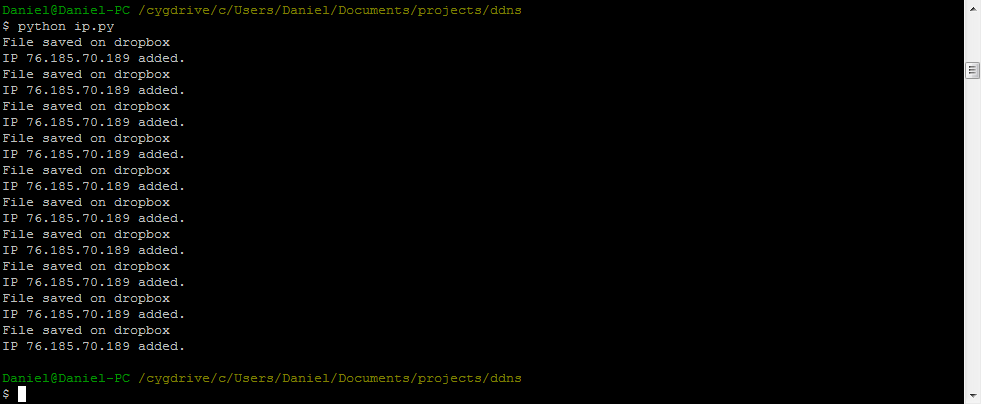 Daniel@Daniel-PC /cygdrive/c/Users/Daniel/Documents/projects/ddns
$ python ip.py
File saved on dropbox
IP 76.185.70.189 added.
File saved on dropbox
IP 76.185.70.189 added.
File saved on dropbox
IP 76.185.70.189 added.
File saved on dropbox
IP 76.185.70.189 added.
File saved on dropbox
IP 76.185.70.189 added.
File saved on dropbox
IP 76.185.70.189 added.
File saved on dropbox
IP 76.185.70.189 added.
File saved on dropbox
IP 76.185.70.189 added.
File saved on dropbox
IP 76.185.70.189 added.
File saved on dropbox
IP 76.185.70.189 added.
Daniel@Daniel-PC /cygdrive/c/Users/Daniel/Documents/projects/ddns
$